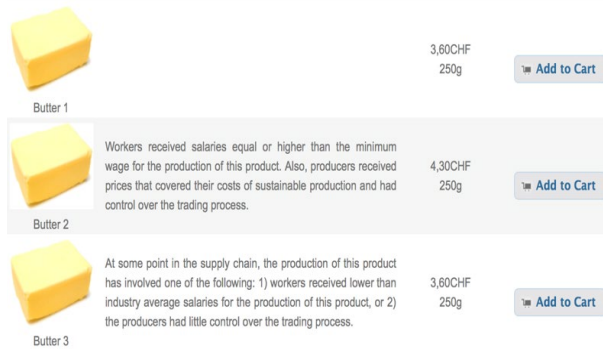 3,60CHF
250g
Add to Cart
Butter 1
Workers received salaries equal or higher than the minimum
wage for the production of this product. Also, producers received
prices that covered their costs of sustainable production and had
control over the trading process.
4,30CHF
250g
Add to Cart
Butter 2
At some point in the supply chain, the production of this product
has involved one of the following: 1) workers received lower than
industry average salaries for the production of this product, or 2)
the producers had little control over the trading process.
3,60CHF
250g
Add to Cart
Butter 3